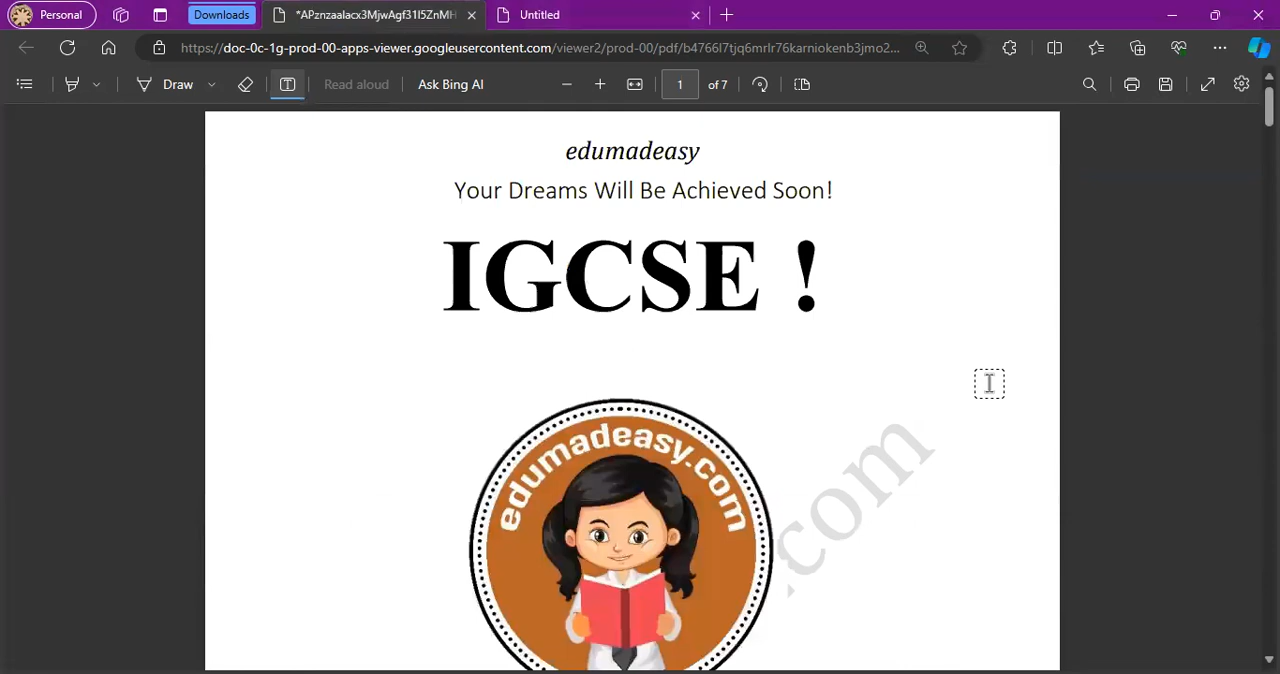 Personal
Downloads
*APznzaalacx3MjwAgf31I5ZnMH
Untitled
https://doc-0c-1g-prod-00-apps-viewer.googleusercontent.com/viewer2/prod-00/pdf/b4766l7tjq6mrlr76karniokenb3jmo2...
Draw
Read aloud
Ask Bing AI
1
of 7
edumadeasy
Your Dreams Will Be Achieved Soon!
IGCSE !
edumadeasy.com
.com